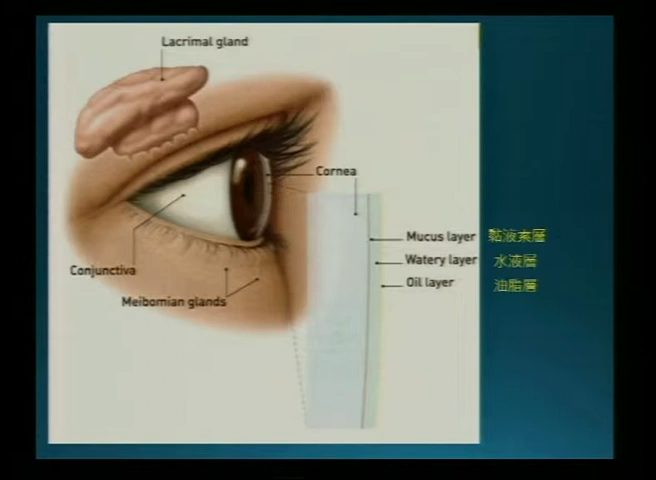 Lacrimal gland
Cornea
Mucus layer 黏液素層
Watery layer 水液層
Oil layer 油脂層
Conjunctiva
Meibomian glands